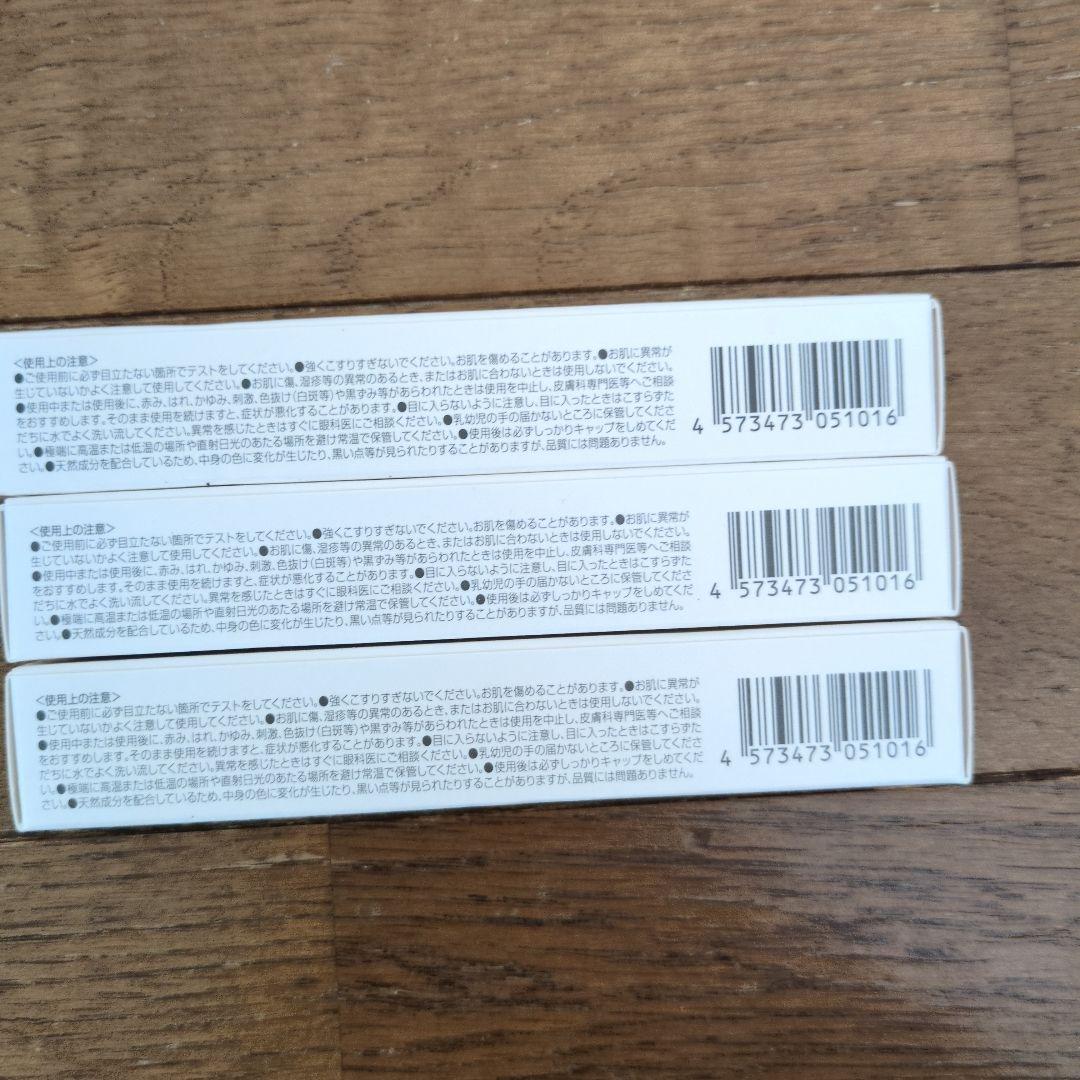 <使用上の注意>
●ご使用前に必ず目立たない箇所でテストをしてください。●強くこすりすぎないでください。お肌を傷めることがあります。●お肌に異常が
生じていないかよく注意して使用してください。●お肌に傷、湿疹等の異常のあるとき、またはお肌に合わないときは使用しないでください。
●使用中または使用後に、赤み、はれ、かゆみ、刺激、色抜け(白斑等)や黒ずみ等があらわれたときは使用を中止し、皮膚科専門医等へご相談
をおすすめします。そのまま使用を続けますと、症状が悪化することがあります。●目に入らないように注意し、目に入ったときはこすらずた
だちに水でよく洗い流してください。異常を感じたときはすぐに眼科医にご相談ください。●乳幼児の手の届かないところに保管してくださ
い。●極端に高温または低温の場所や直射日光のあたる場所を避け常温で保管してください。●使用後は必ずしっかりキャップをしめてくだ
さい。●天然成分を配合しているため、中身の色に変化が生じたり、黒い点等が見られたりすることがありますが、品質には問題ありません。
4 573473 051016
<使用上の注意>
●ご使用前に必ず目立たない箇所でテストをしてください。●強くこすりすぎないでください。お肌を傷めることがあります。●お肌に異常が
生じていないかよく注意して使用してください。●お肌に傷、湿疹等の異常のあるとき、またはお肌に合わないときは使用しないでください。
●使用中または使用後に、赤み、はれ、かゆみ、刺激、色抜け(白斑等)や黒ずみ等があらわれたときは使用を中止し、皮膚科専門医等へご相談
をおすすめします。そのまま使用を続けますと、症状が悪化することがあります。●目に入らないように注意し、目に入ったときはこすらずた
だちに水でよく洗い流してください。異常を感じたときはすぐに眼科医にご相談ください。●乳幼児の手の届かないところに保管してくださ
い。●極端に高温または低温の場所や直射日光のあたる場所を避け常温で保管してください。●使用後は必ずしっかりキャップをしめてくだ
さい。●天然成分を配合しているため、中身の色に変化が生じたり、黒い点等が見られたりすることがありますが、品質には問題ありません。
4 573473 051016
<使用上の注意>
●ご使用前に必ず目立たない箇所でテストをしてください。●強くこすりすぎないでください。お肌を傷めることがあります。●お肌に異常が
生じていないかよく注意して使用してください。●お肌に傷、湿疹等の異常のあるとき、またはお肌に合わないときは使用しないでください。
●使用中または使用後に、赤み、はれ、かゆみ、刺激、色抜け(白斑等)や黒ずみ等があらわれたときは使用を中止し、皮膚科専門医等へご相談
をおすすめします。そのまま使用を続けますと、症状が悪化することがあります。●目に入らないように注意し、目に入ったときはこすらずた
だちに水でよく洗い流してください。異常を感じたときはすぐに眼科医にご相談ください。●乳幼児の手の届かないところに保管してくださ
い。●極端に高温または低温の場所や直射日光のあたる場所を避け常温で保管してください。●使用後は必ずしっかりキャップをしめてくだ
さい。●天然成分を配合しているため、中身の色に変化が生じたり、黒い点等が見られたりすることがありますが、品質には問題ありません。
4 573473 051016